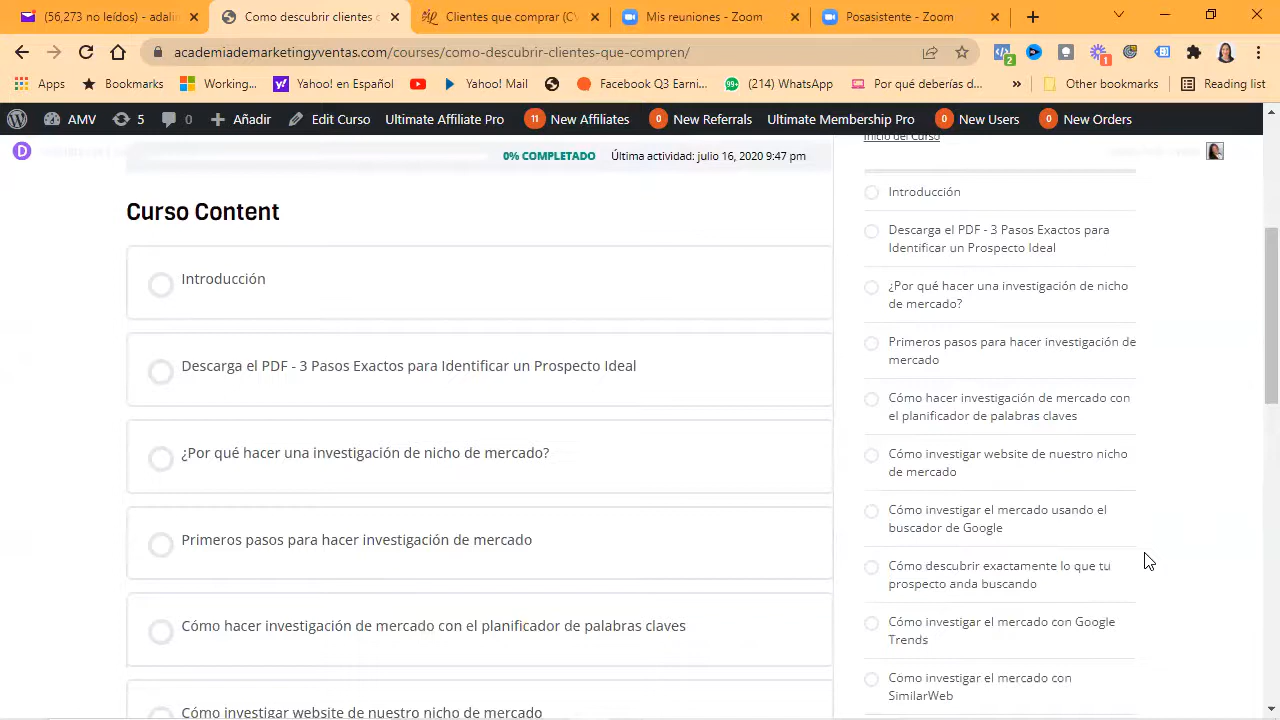 (56,273 no leídos) - adalin
Como descubrir clientes
Clientes que comprar (CV
Mis reuniones - Zoom
Posasistente - Zoom
academiademarketingyventas.com/courses/como-descubrir-clientes-que-compren/
2
1
Apps
Bookmarks
Working...
Yahoo en Español
Yahoo! Mail
Facebook Q3 Earni...
99+
(214) WhatsApp
Por qué deberías d...
»
Other bookmarks
Reading list
AMV
5
0
Añadir
Edit Curso
Ultimate Affiliate Pro
11 New Affiliates
0 New Referrals
Ultimate Membership Pro
0 New Users
0 New Orders
D
0% COMPLETADO
Última actividad: julio 16, 2020 9:47 pm
Curso Content
Introducción
Descarga el PDF - 3 Pasos Exactos para Identificar un Prospecto Ideal
¿Por qué hacer una investigación de nicho de mercado?
Primeros pasos para hacer investigación de mercado
Cómo hacer investigación de mercado con el planificador de palabras claves
Cómo investigar website de nuestro nicho de mercado
Inicio del Curso
Introducción
Descarga el PDF - 3 Pasos Exactos para
Identificar un Prospecto Ideal
¿Por qué hacer una investigación de nicho
de mercado?
Primeros pasos para hacer investigación de
mercado
Cómo hacer investigación de mercado con
el planificador de palabras claves
Cómo investigar website de nuestro nicho
de mercado
Cómo investigar el mercado usando el
buscador de Google
Cómo descubrir exactamente lo que tu
prospecto anda buscando
Cómo investigar el mercado con Google
Trends
Como investigar el mercado con
SimilarWeb